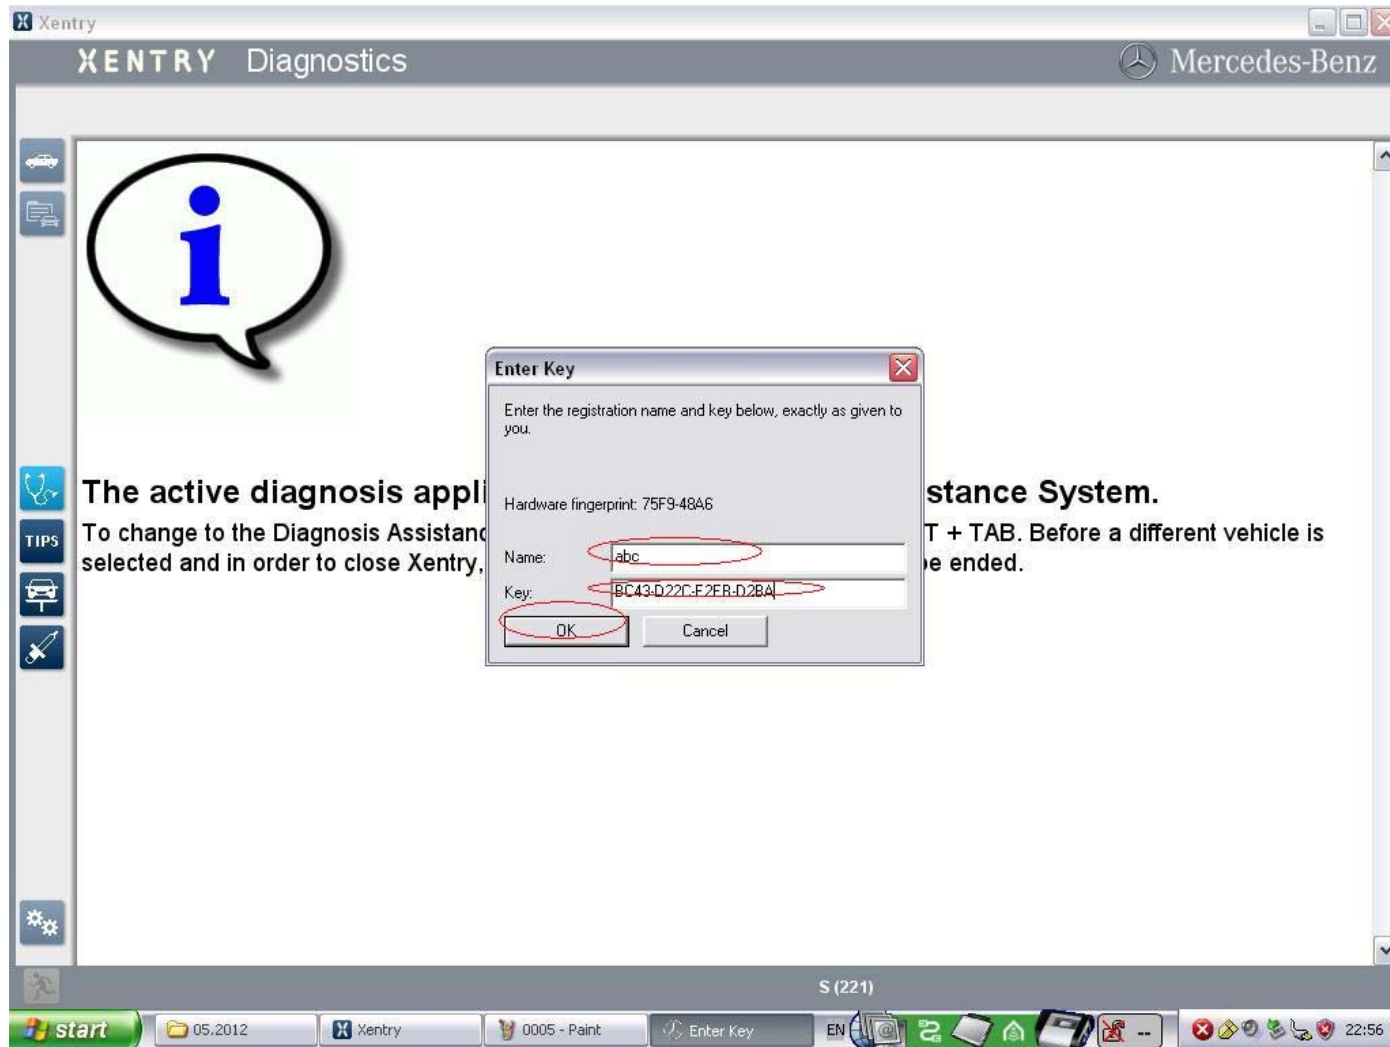 Xentry
XENTRY Diagnostics
Mercedes-Benz
i
Enter Key
Enter the registration name and key below, exactly as given to
you.
Hardware fingerprint: 75F9-48A6
The active diagnosis appli
stance System.
To change to the Diagnosis Assistanc
T + TAB. Before a different vehicle is
selected and in order to close Xentry,
be ended.
Name: abc
Key: BC43-D22C-F2FB-D2BA
OK Cancel
TIPS
S (221)
start 05.2012 Xentry 0005 - Paint Enter Key EN -- 22:56